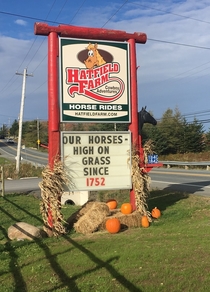 HATFIELD
FARM
Cowboy
Adventures
HORSE RIDES
HATFIELDFARM.COM
OUR HORSES
HIGH ON
GRASS
SINCE
1752